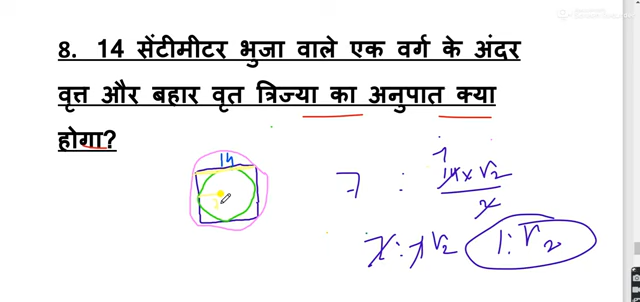 8. 14 सेंटीमीटर भुजा वाले एक वर्ग के अंदर
वृत्त और बहार वृत त्रिज्या का अनुपात क्या
होगा?
14
7 : 14 × √2 / 2
7
7 : 7√2
1 : √2